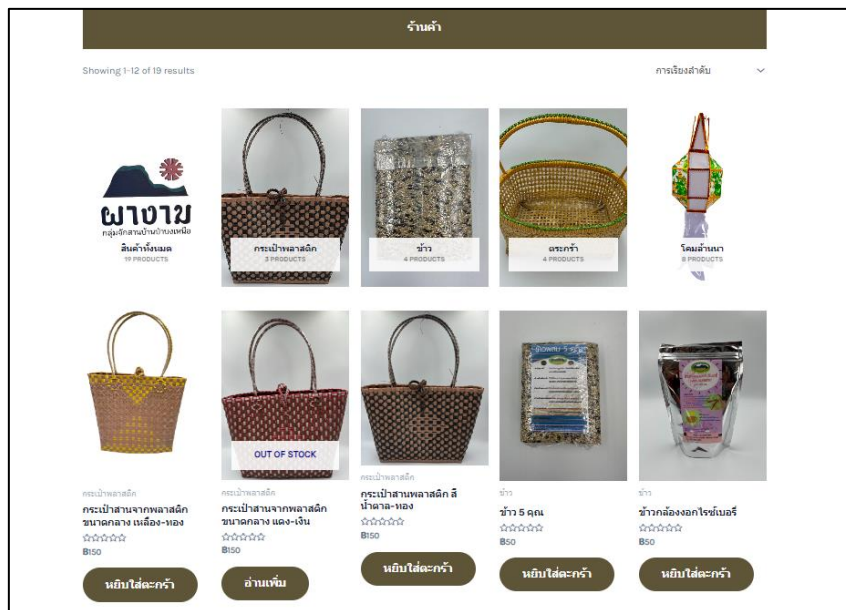 ร้านค้า
Showing 1–12 of 19 results
การเรียงลำดับ
ผางาม
กลุ่มจักสานบ้านป่าบงเหนือ
สินค้าทั้งหมด
19 PRODUCTS
กระเป๋าพลาสติก
3 PRODUCTS
ข้าว
4 PRODUCTS
ตระกร้า
4 PRODUCTS
โคมล้านนา
8 PRODUCTS
OUT OF STOCK
กระเป๋าพลาสติก
กระเป๋าสานจากพลาสติก
ขนาดกลาง เหลือง-ทอง
฿150
หยิบใส่ตะกร้า
กระเป๋าพลาสติก
กระเป๋าสานจากพลาสติก
ขนาดกลาง แดง-เงิน
฿150
อ่านเพิ่ม
กระเป๋าพลาสติก
กระเป๋าสานพลาสติก สี
น้ำตาล-ทอง
฿150
หยิบใส่ตะกร้า
ข้าวผสม 5 คุณ
ข้าว
ข้าว 5 คุณ
฿50
หยิบใส่ตะกร้า
ข้าว
ข้าวกล้องงอกไรซ์เบอรี่
฿50
หยิบใส่ตะกร้า